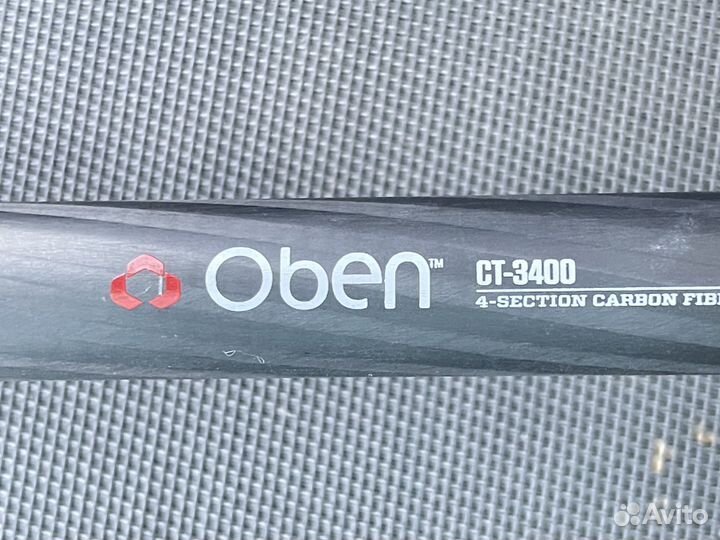 Oben™
CT-3400
4-SECTION CARBON FIB
Avito